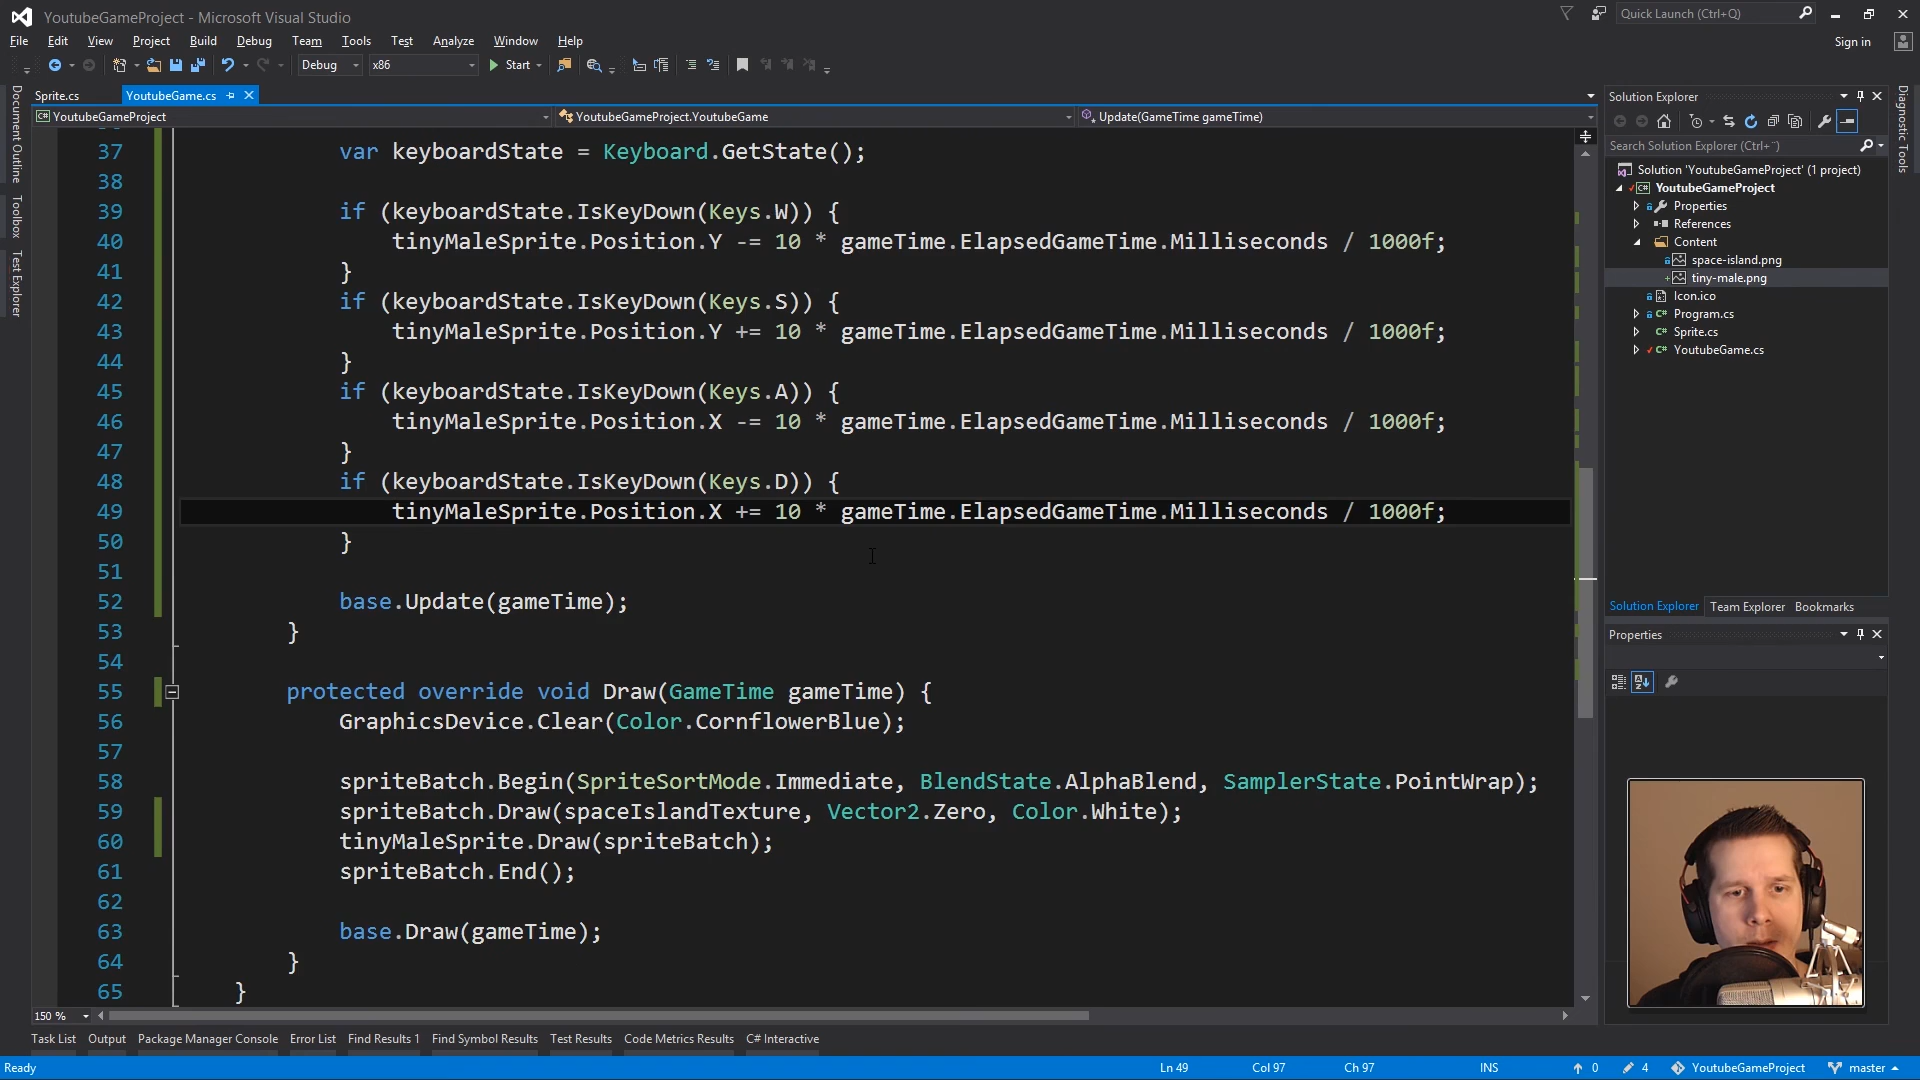 YoutubeGameProject - Microsoft Visual Studio
Quick Launch (Ctrl+Q)
File Edit View Project Build Debug Team Tools Test Analyze Window Help
Sign in
Debug x86 Start
Document Outline
Toolbox
Test Explorer
Sprite.cs YoutubeGame.cs
YoutubeGameProject YoutubeGameProject.YoutubeGame Update(GameTime gameTime)
37 var keyboardState = Keyboard.GetState();
38
39 if (keyboardState.IsKeyDown(Keys.W)) {
40 tinyMaleSprite.Position.Y -= 10 * gameTime.ElapsedGameTime.Milliseconds / 1000f;
41 }
42 if (keyboardState.IsKeyDown(Keys.S)) {
43 tinyMaleSprite.Position.Y += 10 * gameTime.ElapsedGameTime.Milliseconds / 1000f;
44 }
45 if (keyboardState.IsKeyDown(Keys.A)) {
46 tinyMaleSprite.Position.X -= 10 * gameTime.ElapsedGameTime.Milliseconds / 1000f;
47 }
48 if (keyboardState.IsKeyDown(Keys.D)) {
49 tinyMaleSprite.Position.X += 10 * gameTime.ElapsedGameTime.Milliseconds / 1000f;
50 }
51
52 base.Update(gameTime);
53 }
54
55 protected override void Draw(GameTime gameTime) {
56 GraphicsDevice.Clear(Color.CornflowerBlue);
57
58 spriteBatch.Begin(SpriteSortMode.Immediate, BlendState.AlphaBlend, SamplerState.PointWrap);
59 spriteBatch.Draw(spaceIslandTexture, Vector2.Zero, Color.White);
60 tinyMaleSprite.Draw(spriteBatch);
61 spriteBatch.End();
62
63 base.Draw(gameTime);
64 }
65 }
150 %
Solution Explorer
Search Solution Explorer (Ctrl+¨)
Solution 'YoutubeGameProject' (1 project)
YoutubeGameProject
Properties
References
Content
space-island.png
tiny-male.png
Icon.ico
Program.cs
Sprite.cs
YoutubeGame.cs
Solution Explorer Team Explorer Bookmarks
Properties
Diagnostic Tools
Task List Output Package Manager Console Error List Find Results 1 Find Symbol Results Test Results Code Metrics Results C# Interactive
Ready Ln 49 Col 97 Ch 97 INS 0 4 YoutubeGameProject master